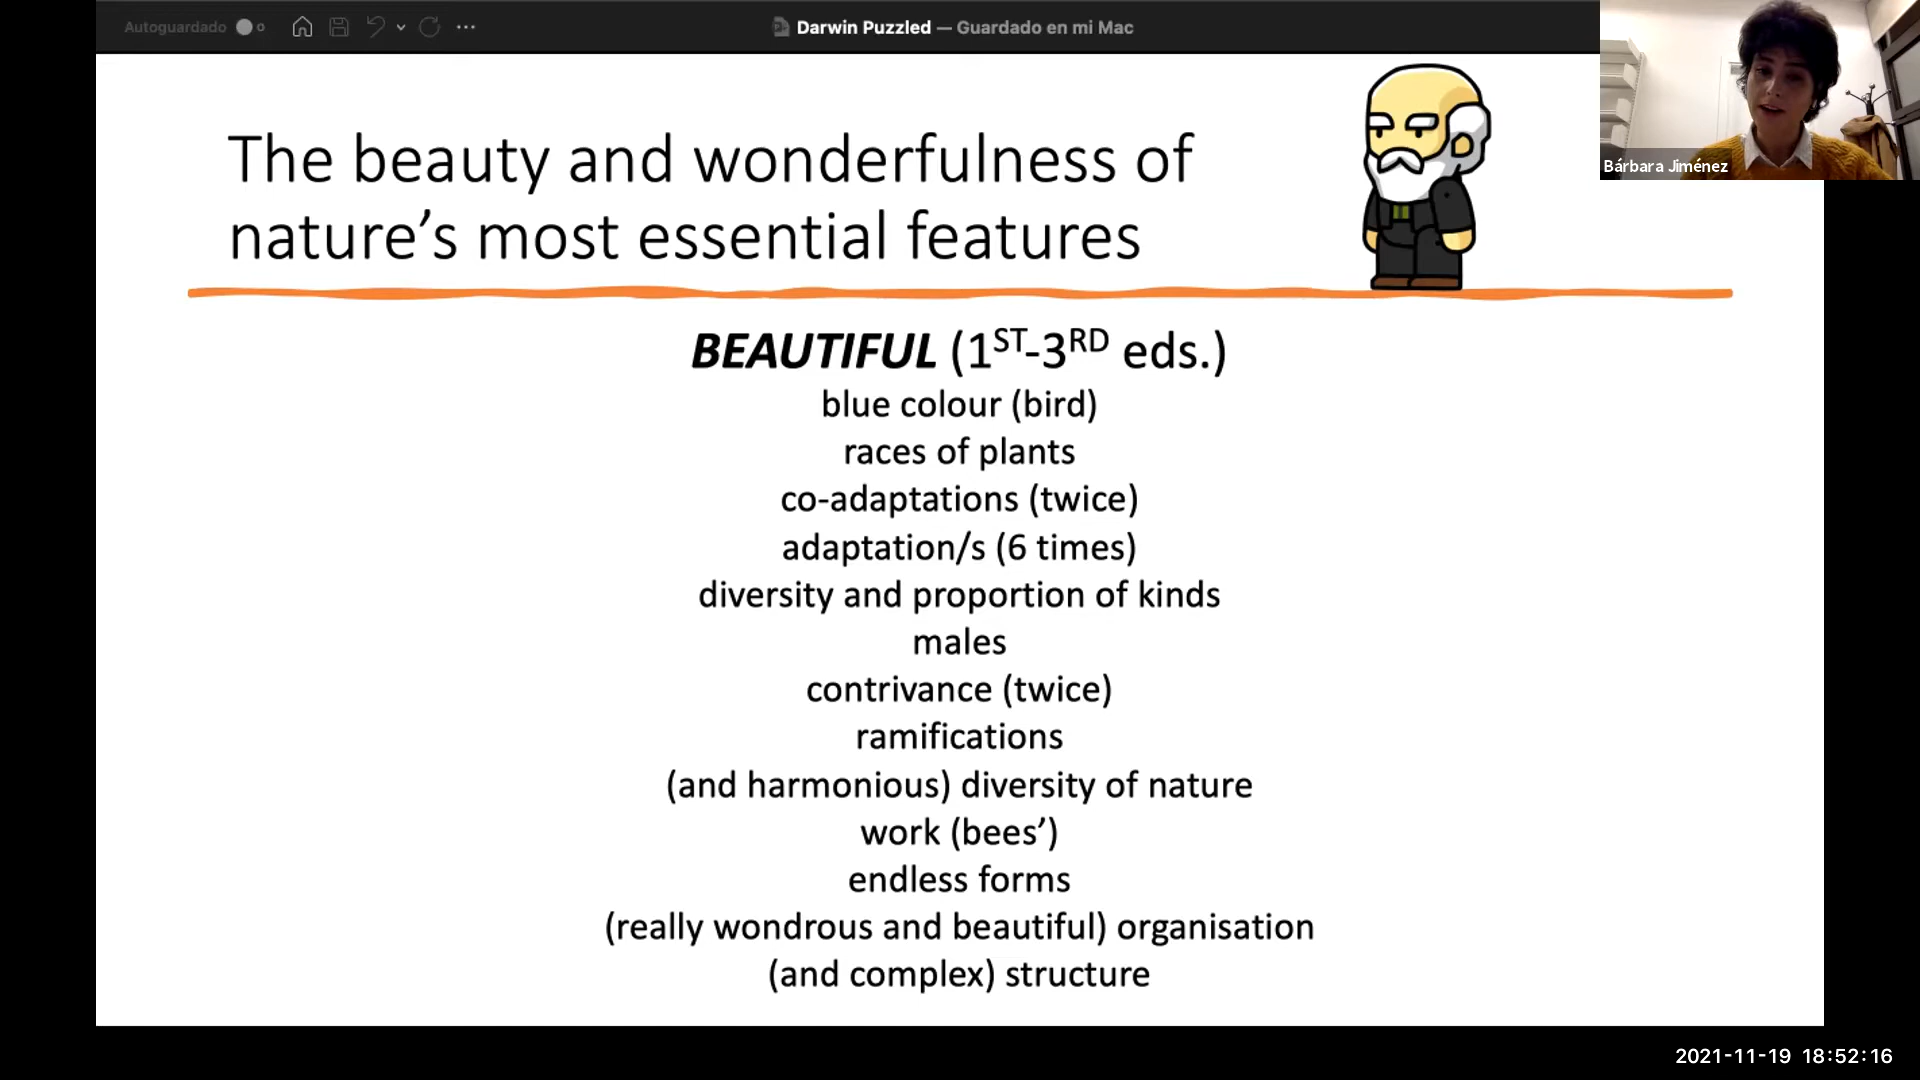 Autoguardado
Darwin Puzzled — Guardado en mi Mac
Bárbara Jiménez
The beauty and wonderfulness of
nature’s most essential features
BEAUTIFUL (1ST-3RD eds.)
blue colour (bird)
races of plants
co-adaptations (twice)
adaptation/s (6 times)
diversity and proportion of kinds
males
contrivance (twice)
ramifications
(and harmonious) diversity of nature
work (bees’)
endless forms
(really wondrous and beautiful) organisation
(and complex) structure
2021-11-19 18:52:16